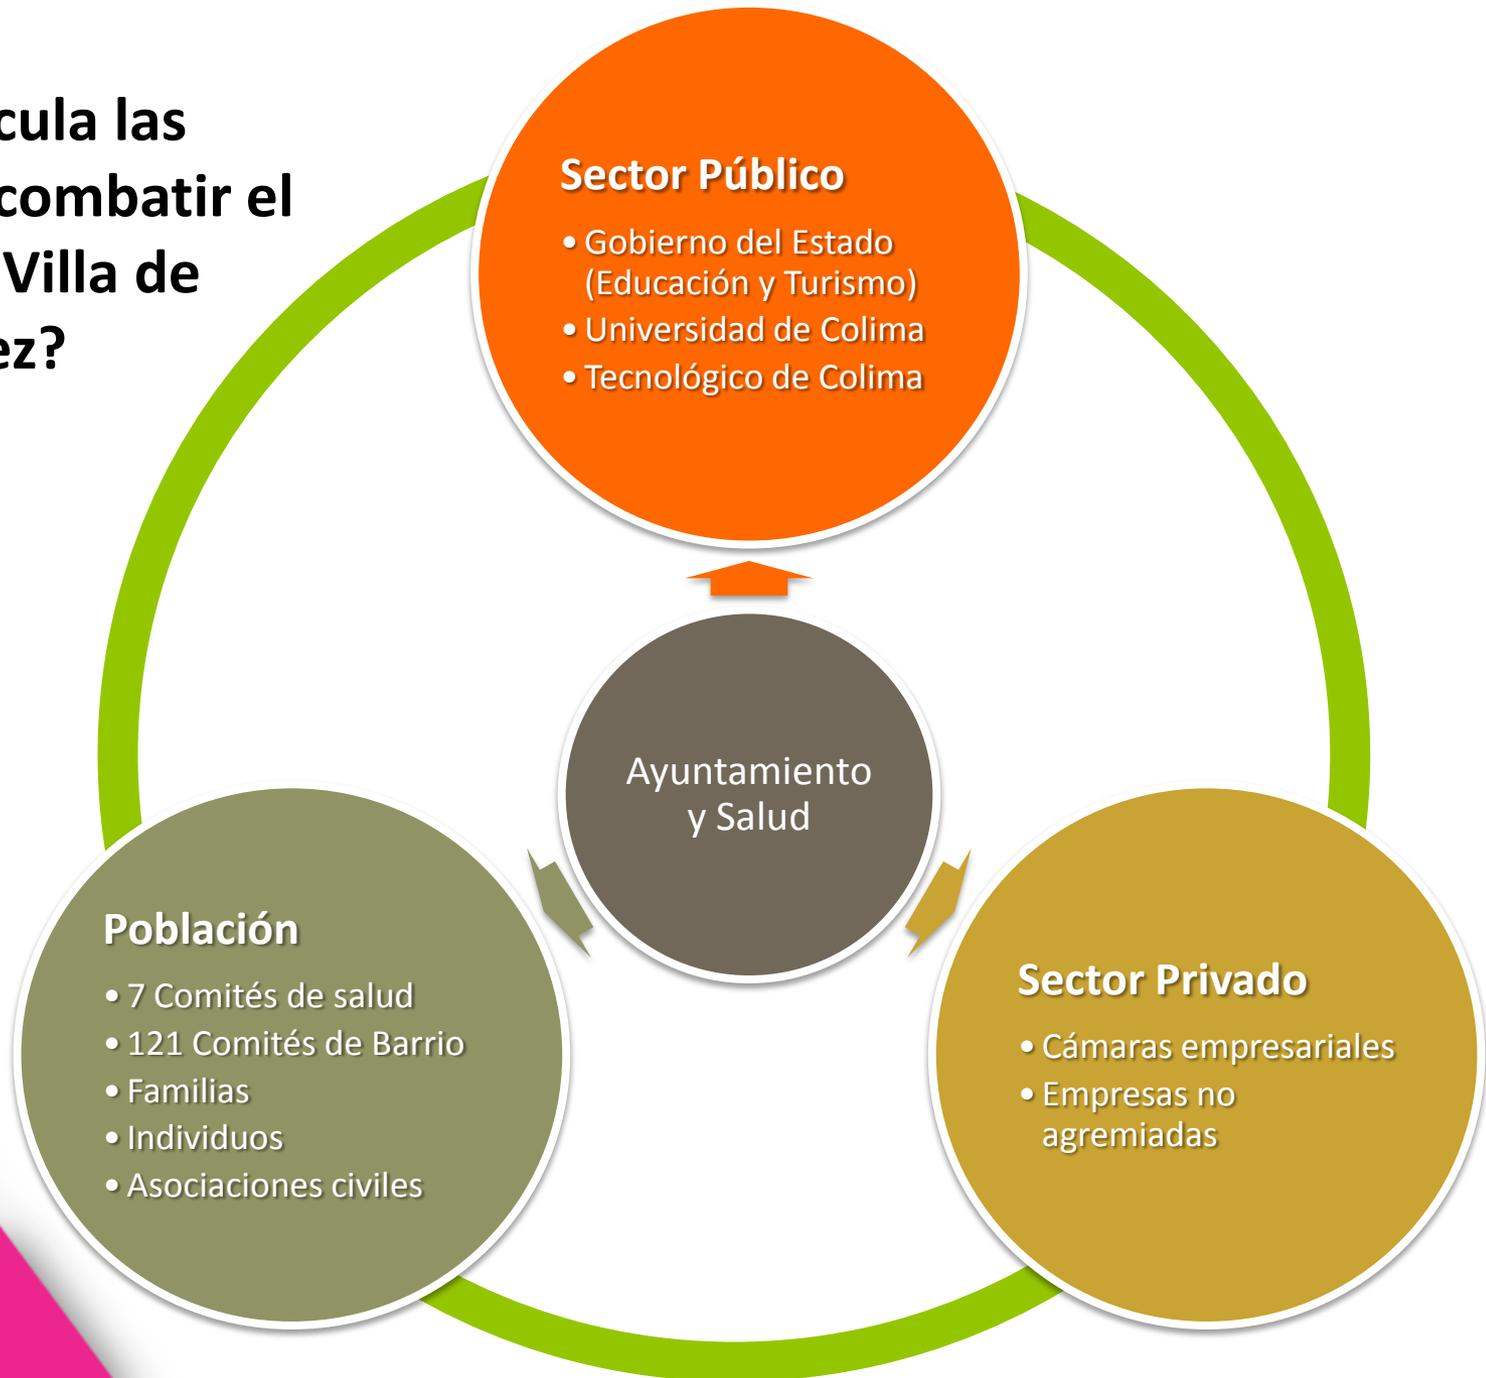 cula las
combatir el
Villa de
ez?
Sector Público
• Gobierno del Estado
(Educación y Turismo)
• Universidad de Colima
• Tecnológico de Colima
Ayuntamiento
y Salud
Población
• 7 Comités de salud
• 121 Comités de Barrio
• Familias
• Individuos
• Asociaciones civiles
Sector Privado
• Cámaras empresariales
• Empresas no
agremiadas